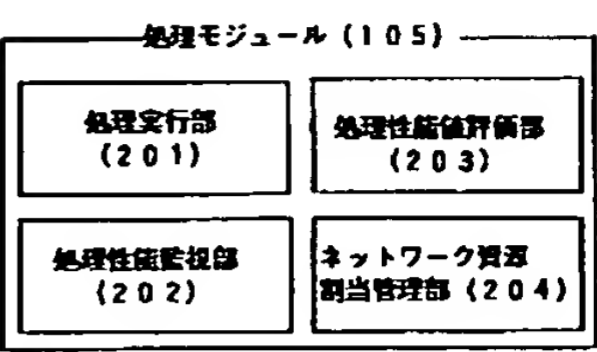 処理モジュール (105)
処理実行部
(201)
処理性能値評価部
(203)
処理性能監視部
(202)
ネットワーク資源
割当管理部 (204)